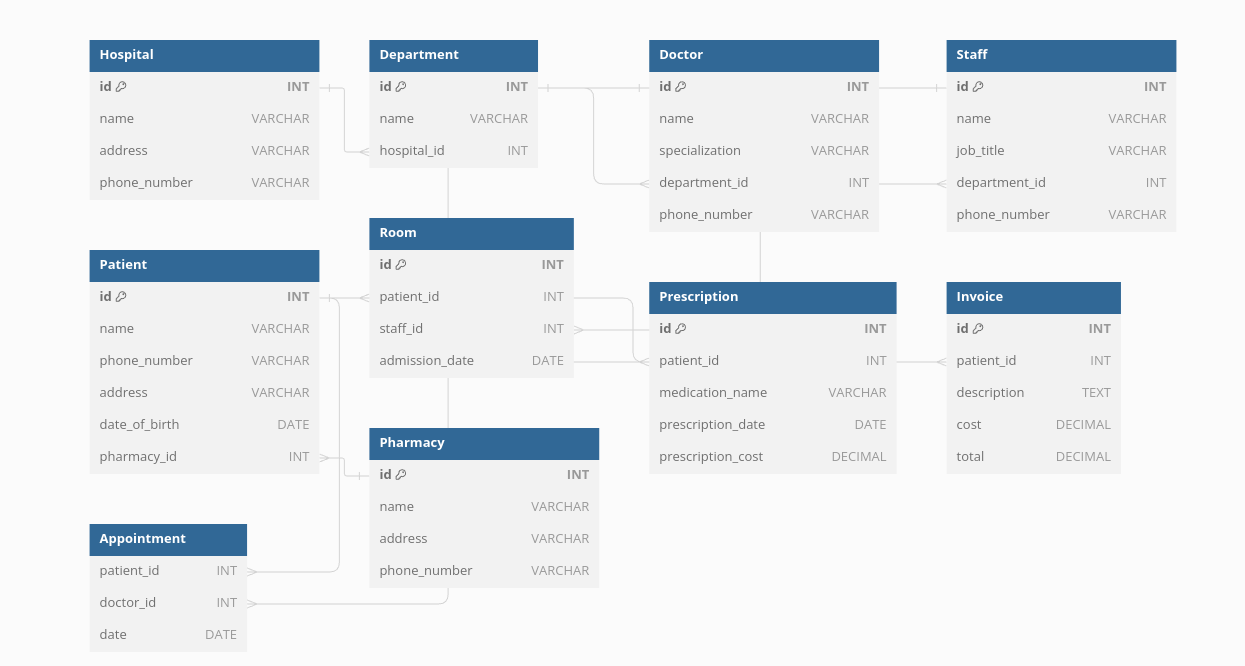 Hospital
id INT
name VARCHAR
address VARCHAR
phone_number VARCHAR
Department
id INT
name VARCHAR
hospital_id INT
Doctor
id INT
name VARCHAR
specialization VARCHAR
department_id INT
phone_number VARCHAR
Staff
id INT
name VARCHAR
job_title VARCHAR
department_id INT
phone_number VARCHAR
Room
id INT
patient_id INT
staff_id INT
admission_date DATE
Patient
id INT
name VARCHAR
phone_number VARCHAR
address VARCHAR
date_of_birth DATE
pharmacy_id INT
Prescription
id INT
patient_id INT
medication_name VARCHAR
prescription_date DATE
prescription_cost DECIMAL
Invoice
id INT
patient_id INT
description TEXT
cost DECIMAL
total DECIMAL
Pharmacy
id INT
name VARCHAR
address VARCHAR
phone_number VARCHAR
Appointment
patient_id INT
doctor_id INT
date DATE